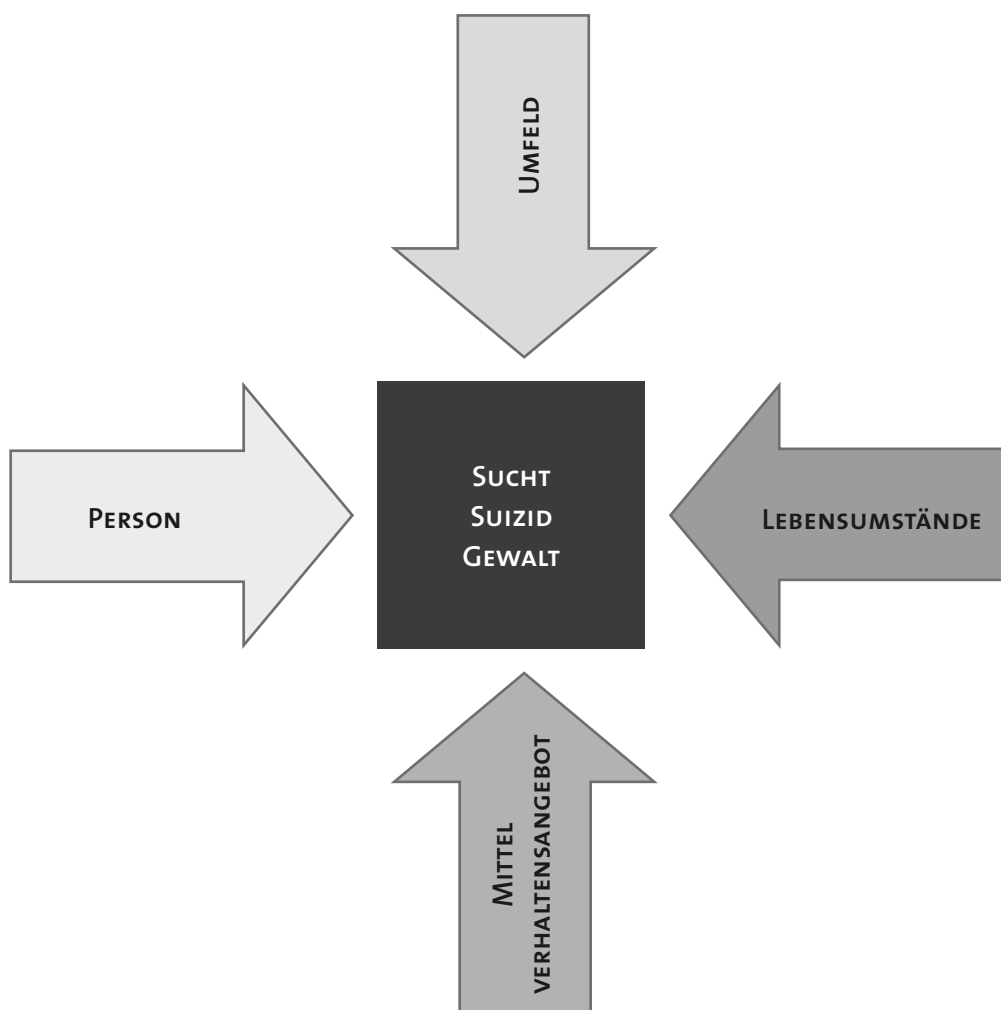 Umfeld
Person
Sucht
Suizid
Gewalt
Lebensumstände
Mittel
verhaltensangebot